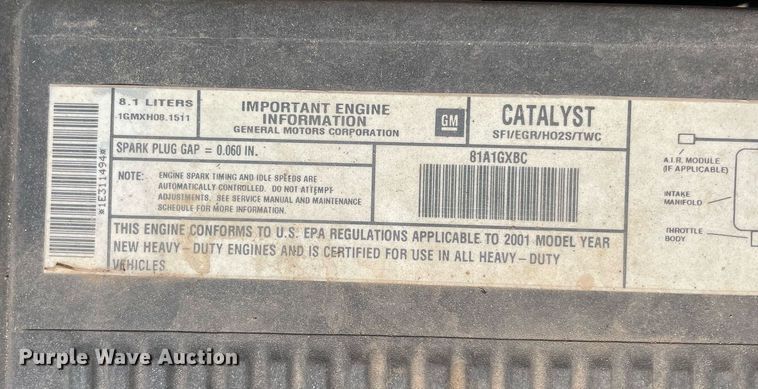 8.1 LITERS
1GMXH08.1511
IMPORTANT ENGINE
INFORMATION
GENERAL MOTORS CORPORATION
GM
CATALYST
SFI/EGR/HO2S/TWC
SPARK PLUG GAP = 0.060 IN.
81A1GXBC
NOTE: ENGINE SPARK TIMING AND IDLE SPEEDS ARE
AUTOMATICALLY CONTROLLED. DO NOT ATTEMPT
ADJUSTMENTS. SEE SERVICE MANUAL AND MAINTENANCE
SCHEDULE FOR MORE INFORMATION.
THIS ENGINE CONFORMS TO U.S. EPA REGULATIONS APPLICABLE TO 2001 MODEL YEAR
NEW HEAVY-DUTY ENGINES AND IS CERTIFIED FOR USE IN ALL HEAVY-DUTY
VEHICLES
*1E311494*
A.I.R. MODULE
(IF APPLICABLE)
INTAKE
MANIFOLD
THROTTLE
BODY
Purple Wave Auction